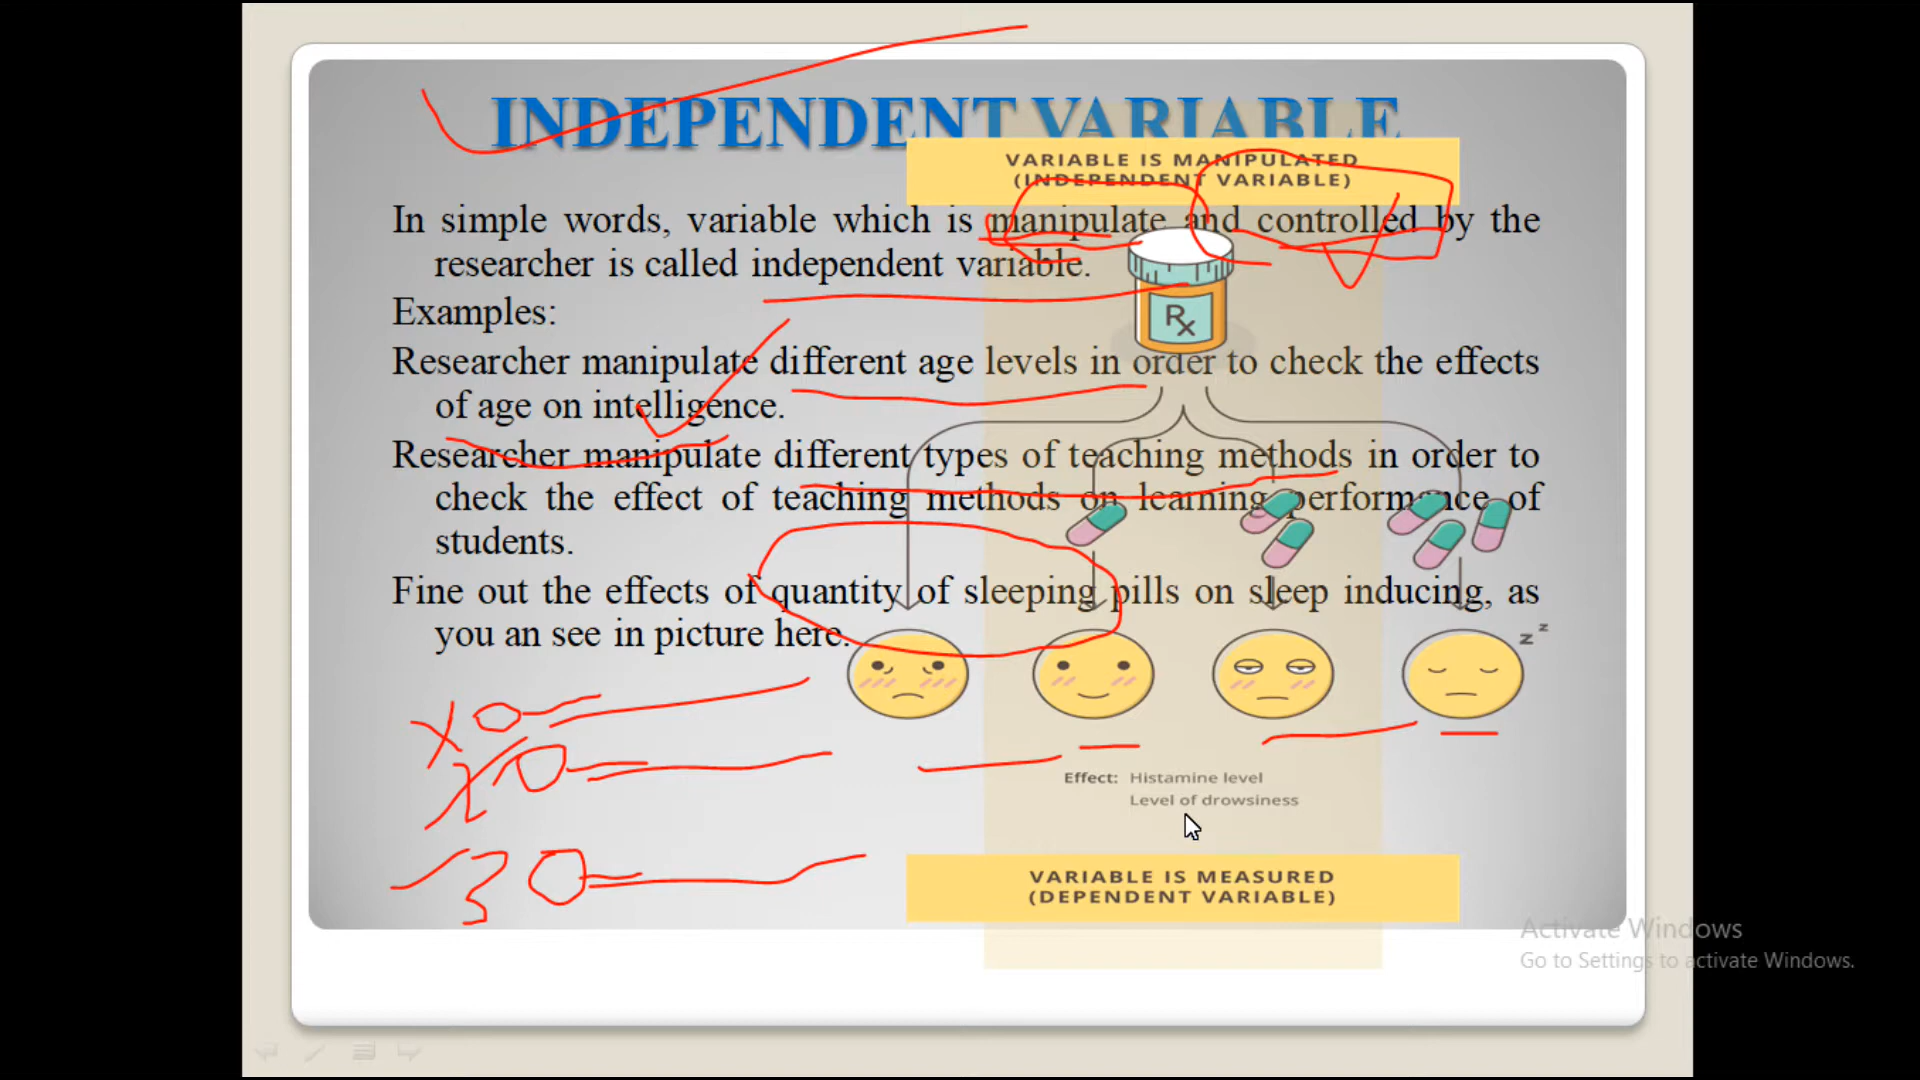 INDEPENDENT VARIABLE
VARIABLE IS MANIPULATED
(INDEPENDENT VARIABLE)
In simple words, variable which is manipulate and controlled by the
researcher is called independent variable.
Rx
Examples:
Researcher manipulate different age levels in order to check the effects
of age on intelligence.
Researcher manipulate different types of teaching methods in order to
check the effect of teaching methods on learning performance of
students.
Fine out the effects of quantity of sleeping pills on sleep inducing, as
you an see in picture here.
z z
10
20
30
Effect: Histamine level
Level of drowsiness
VARIABLE IS MEASURED
(DEPENDENT VARIABLE)
Activate Windows
Go to Settings to activate Windows.